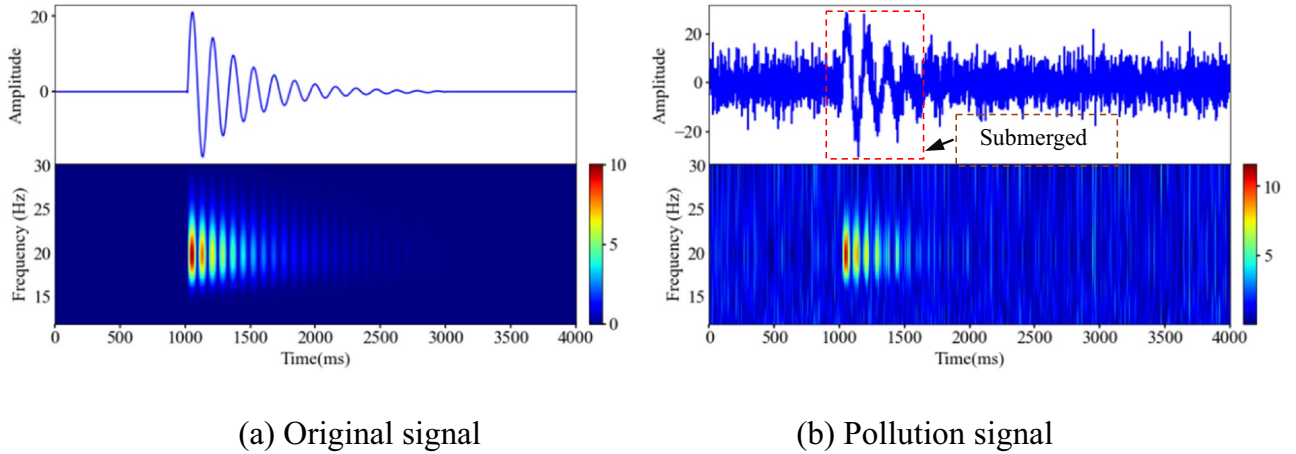 20
0
Amplitude
30
25
20
15
Frequency (Hz)
10
5
0
0 500 1000 1500 2000 2500 3000 3500 4000
Time(ms)
(a) Original signal
20
0
−20
Amplitude
Submerged
30
25
20
15
Frequency (Hz)
10
5
0 500 1000 1500 2000 2500 3000 3500 4000
Time(ms)
(b) Pollution signal